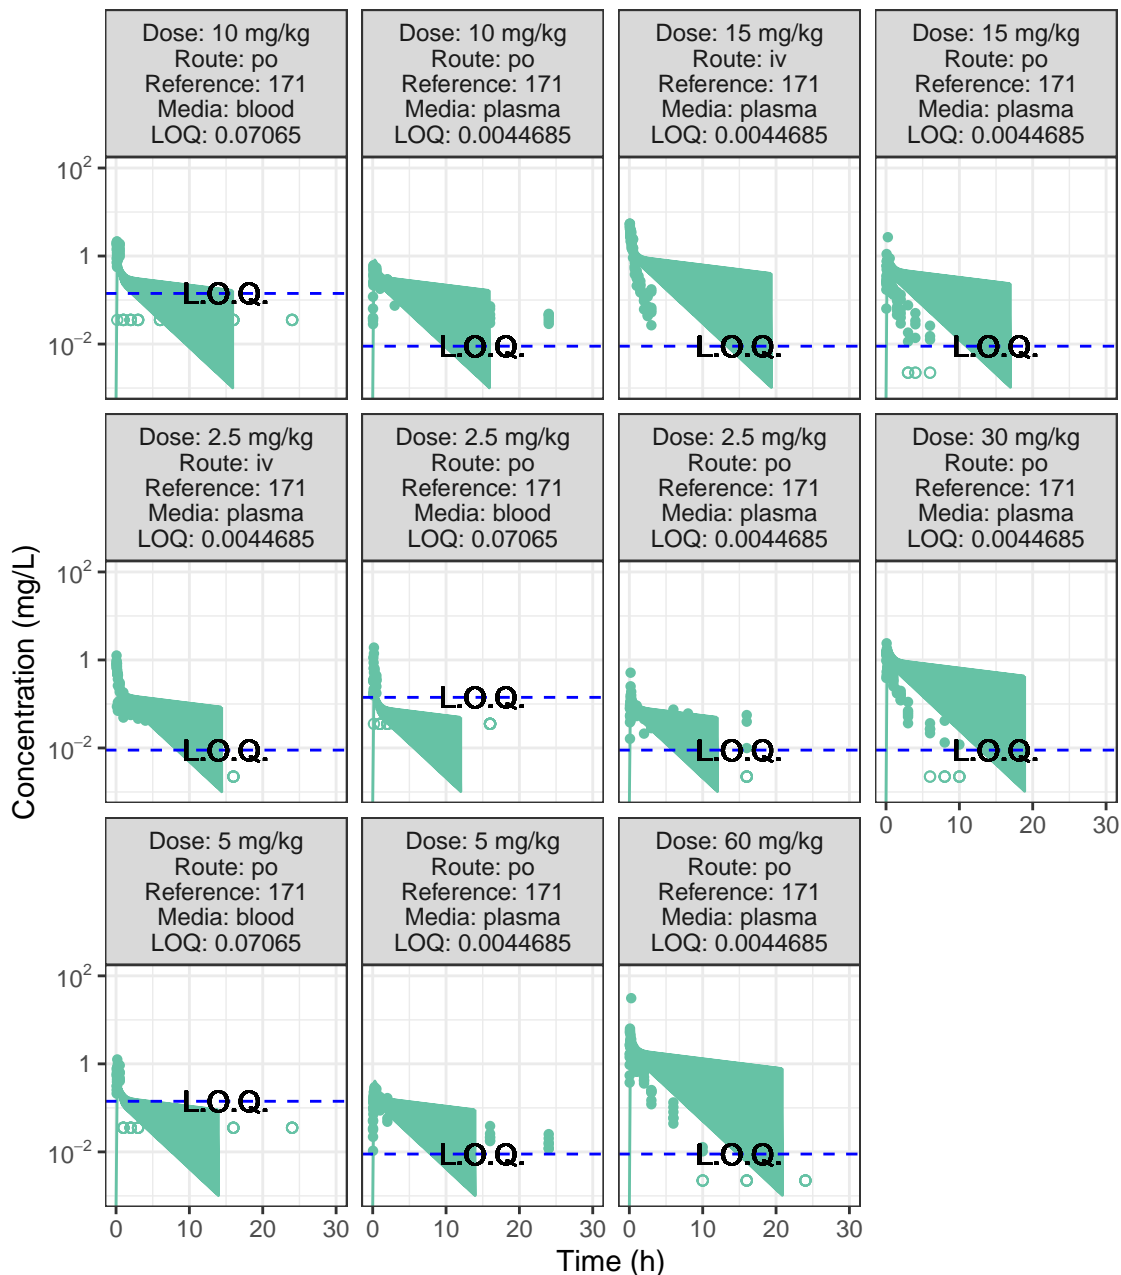 Dose: 10 mg/kg
Route: po
Reference: 171
Media: blood
LOQ: 0.07065
Dose: 10 mg/kg
Route: po
Reference: 171
Media: plasma
LOQ: 0.0044685
Dose: 15 mg/kg
Route: iv
Reference: 171
Media: plasma
LOQ: 0.0044685
Dose: 15 mg/kg
Route: po
Reference: 171
Media: plasma
LOQ: 0.0044685
10²
1
10⁻²
L.O.Q.
L.O.Q.
L.O.Q.
L.O.Q.
Dose: 2.5 mg/kg
Route: iv
Reference: 171
Media: plasma
LOQ: 0.0044685
Dose: 2.5 mg/kg
Route: po
Reference: 171
Media: blood
LOQ: 0.07065
Dose: 2.5 mg/kg
Route: po
Reference: 171
Media: plasma
LOQ: 0.0044685
Dose: 30 mg/kg
Route: po
Reference: 171
Media: plasma
LOQ: 0.0044685
10²
1
10⁻²
L.O.Q.
L.O.Q.
L.O.Q.
L.O.Q.
0 10 20 30
Dose: 5 mg/kg
Route: po
Reference: 171
Media: blood
LOQ: 0.07065
Dose: 5 mg/kg
Route: po
Reference: 171
Media: plasma
LOQ: 0.0044685
Dose: 60 mg/kg
Route: po
Reference: 171
Media: plasma
LOQ: 0.0044685
10²
1
10⁻²
L.O.Q.
L.O.Q.
L.O.Q.
0 10 20 30
0 10 20 30
0 10 20 30
Time (h)
Concentration (mg/L)